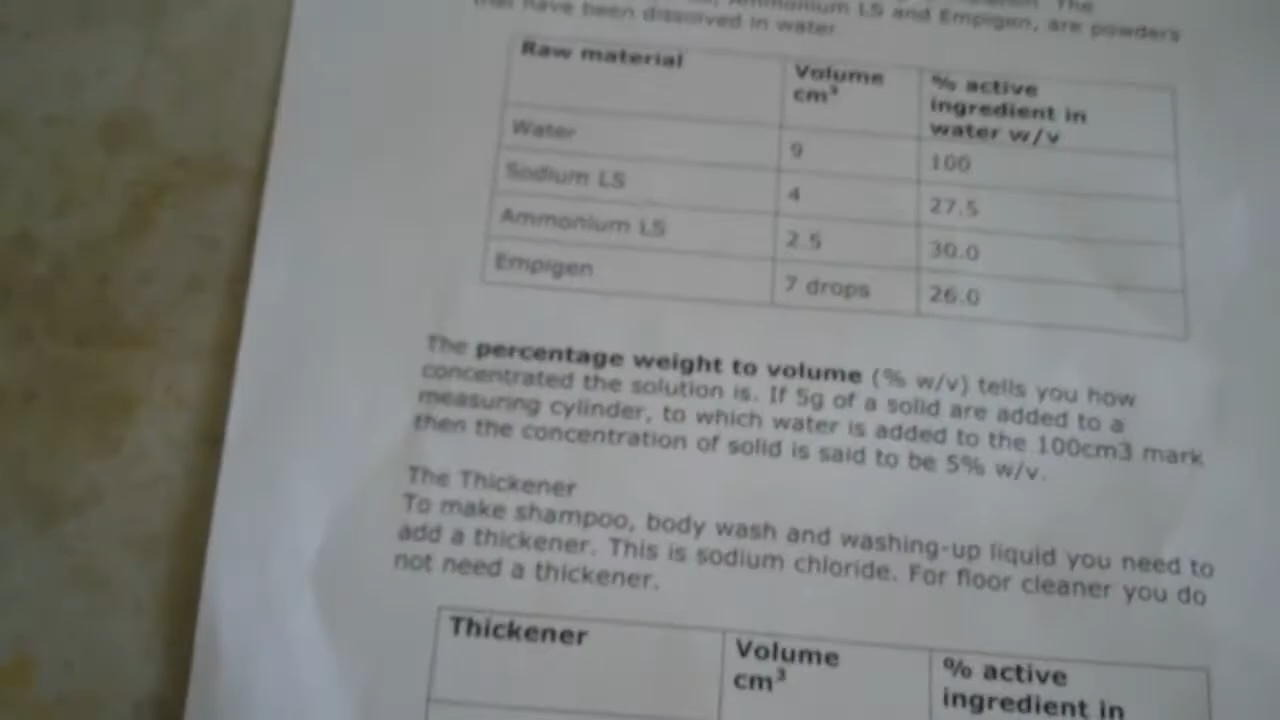 The
Ammonium LS and Empigen, are powders
that have been dissolved in water
Raw material Volume cm³ % active ingredient in water w/v
Water 9 100
Sodium LS 4 27.5
Ammonium LS 2.5 30.0
Empigen 7 drops 26.0
The percentage weight to volume (% w/v) tells you how
concentrated the solution is. If 5g of a solid are added to a
measuring cylinder, to which water is added to the 100cm3 mark
then the concentration of solid is said to be 5% w/v.
The Thickener
To make shampoo, body wash and washing-up liquid you need to
add a thickener. This is sodium chloride. For floor cleaner you do
not need a thickener.
Thickener Volume cm³ % active ingredient in